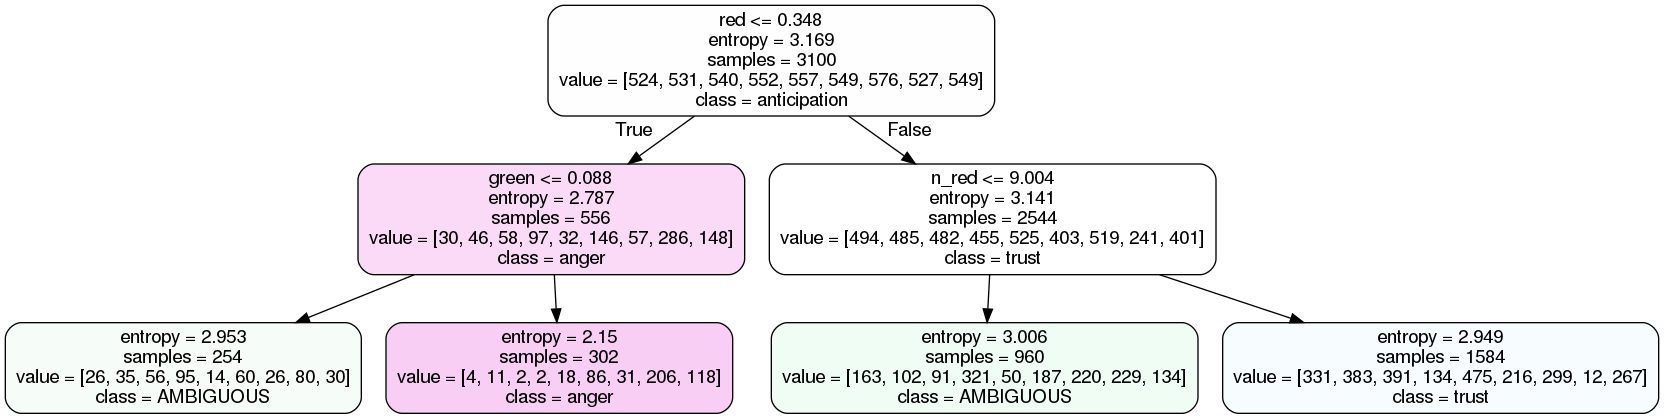 red <= 0.348
entropy = 3.169
samples = 3100
value = [524, 531, 540, 552, 557, 549, 576, 527, 549]
class = anticipation
True
False
green <= 0.088
entropy = 2.787
samples = 556
value = [30, 46, 58, 97, 32, 146, 57, 286, 148]
class = anger
n_red <= 9.004
entropy = 3.141
samples = 2544
value = [494, 485, 482, 455, 525, 403, 519, 241, 401]
class = trust
entropy = 2.953
samples = 254
value = [26, 35, 56, 95, 14, 60, 26, 80, 30]
class = AMBIGUOUS
entropy = 2.15
samples = 302
value = [4, 11, 2, 2, 18, 86, 31, 206, 118]
class = anger
entropy = 3.006
samples = 960
value = [163, 102, 91, 321, 50, 187, 220, 229, 134]
class = AMBIGUOUS
entropy = 2.949
samples = 1584
value = [331, 383, 391, 134, 475, 216, 299, 12, 267]
class = trust